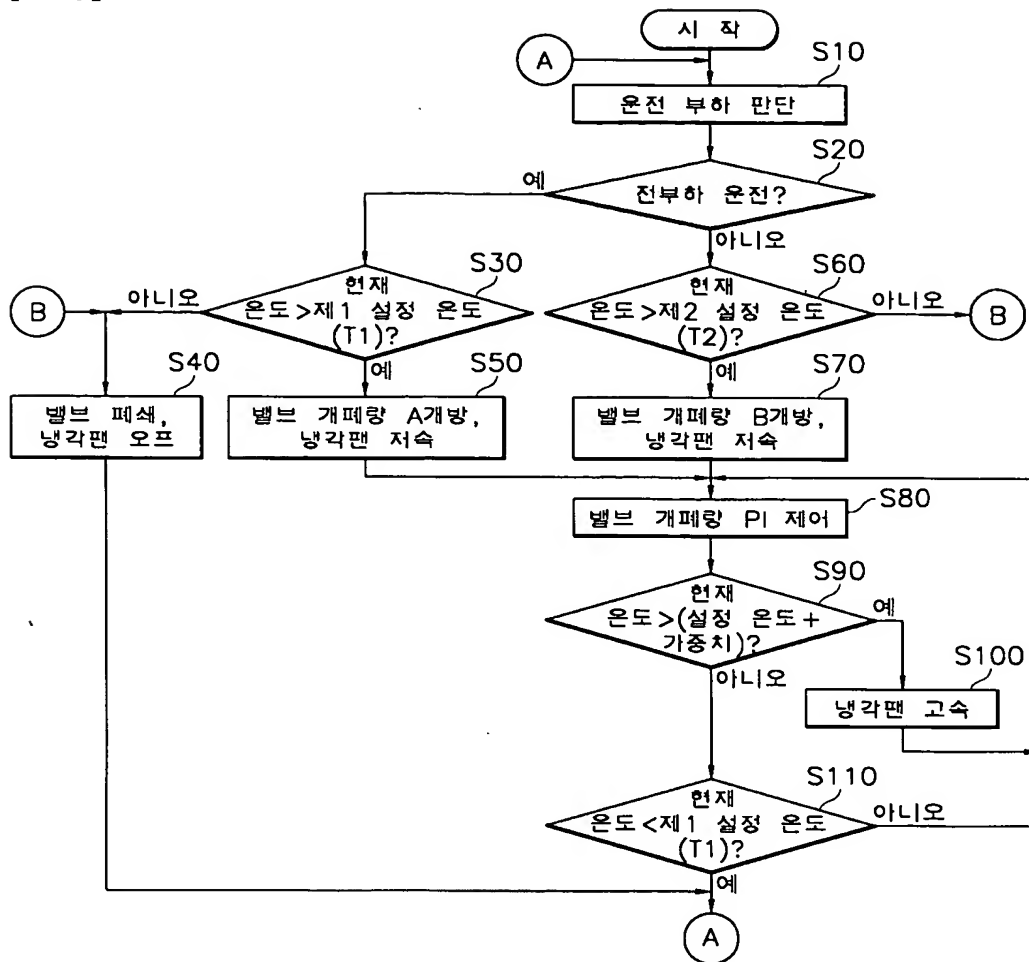 시 작
A
S10
운전 부하 판단
S20
예
전부하 운전?
아니오
S30
현재
온도>제1 설정 온도
(T1)?
아니오
B
예
S60
현재
온도>제2 설정 온도
(T2)?
아니오
B
예
S40
밸브 폐쇄,
냉각팬 오프
S50
밸브 개폐량 A개방,
냉각팬 저속
S70
밸브 개폐량 B개방,
냉각팬 저속
S80
밸브 개폐량 PI 제어
S90
현재
온도>(설정 온도+
가중치)?
예
아니오
S100
냉각팬 고속
S110
현재
온도<제1 설정 온도
(T1)?
아니오
예
A